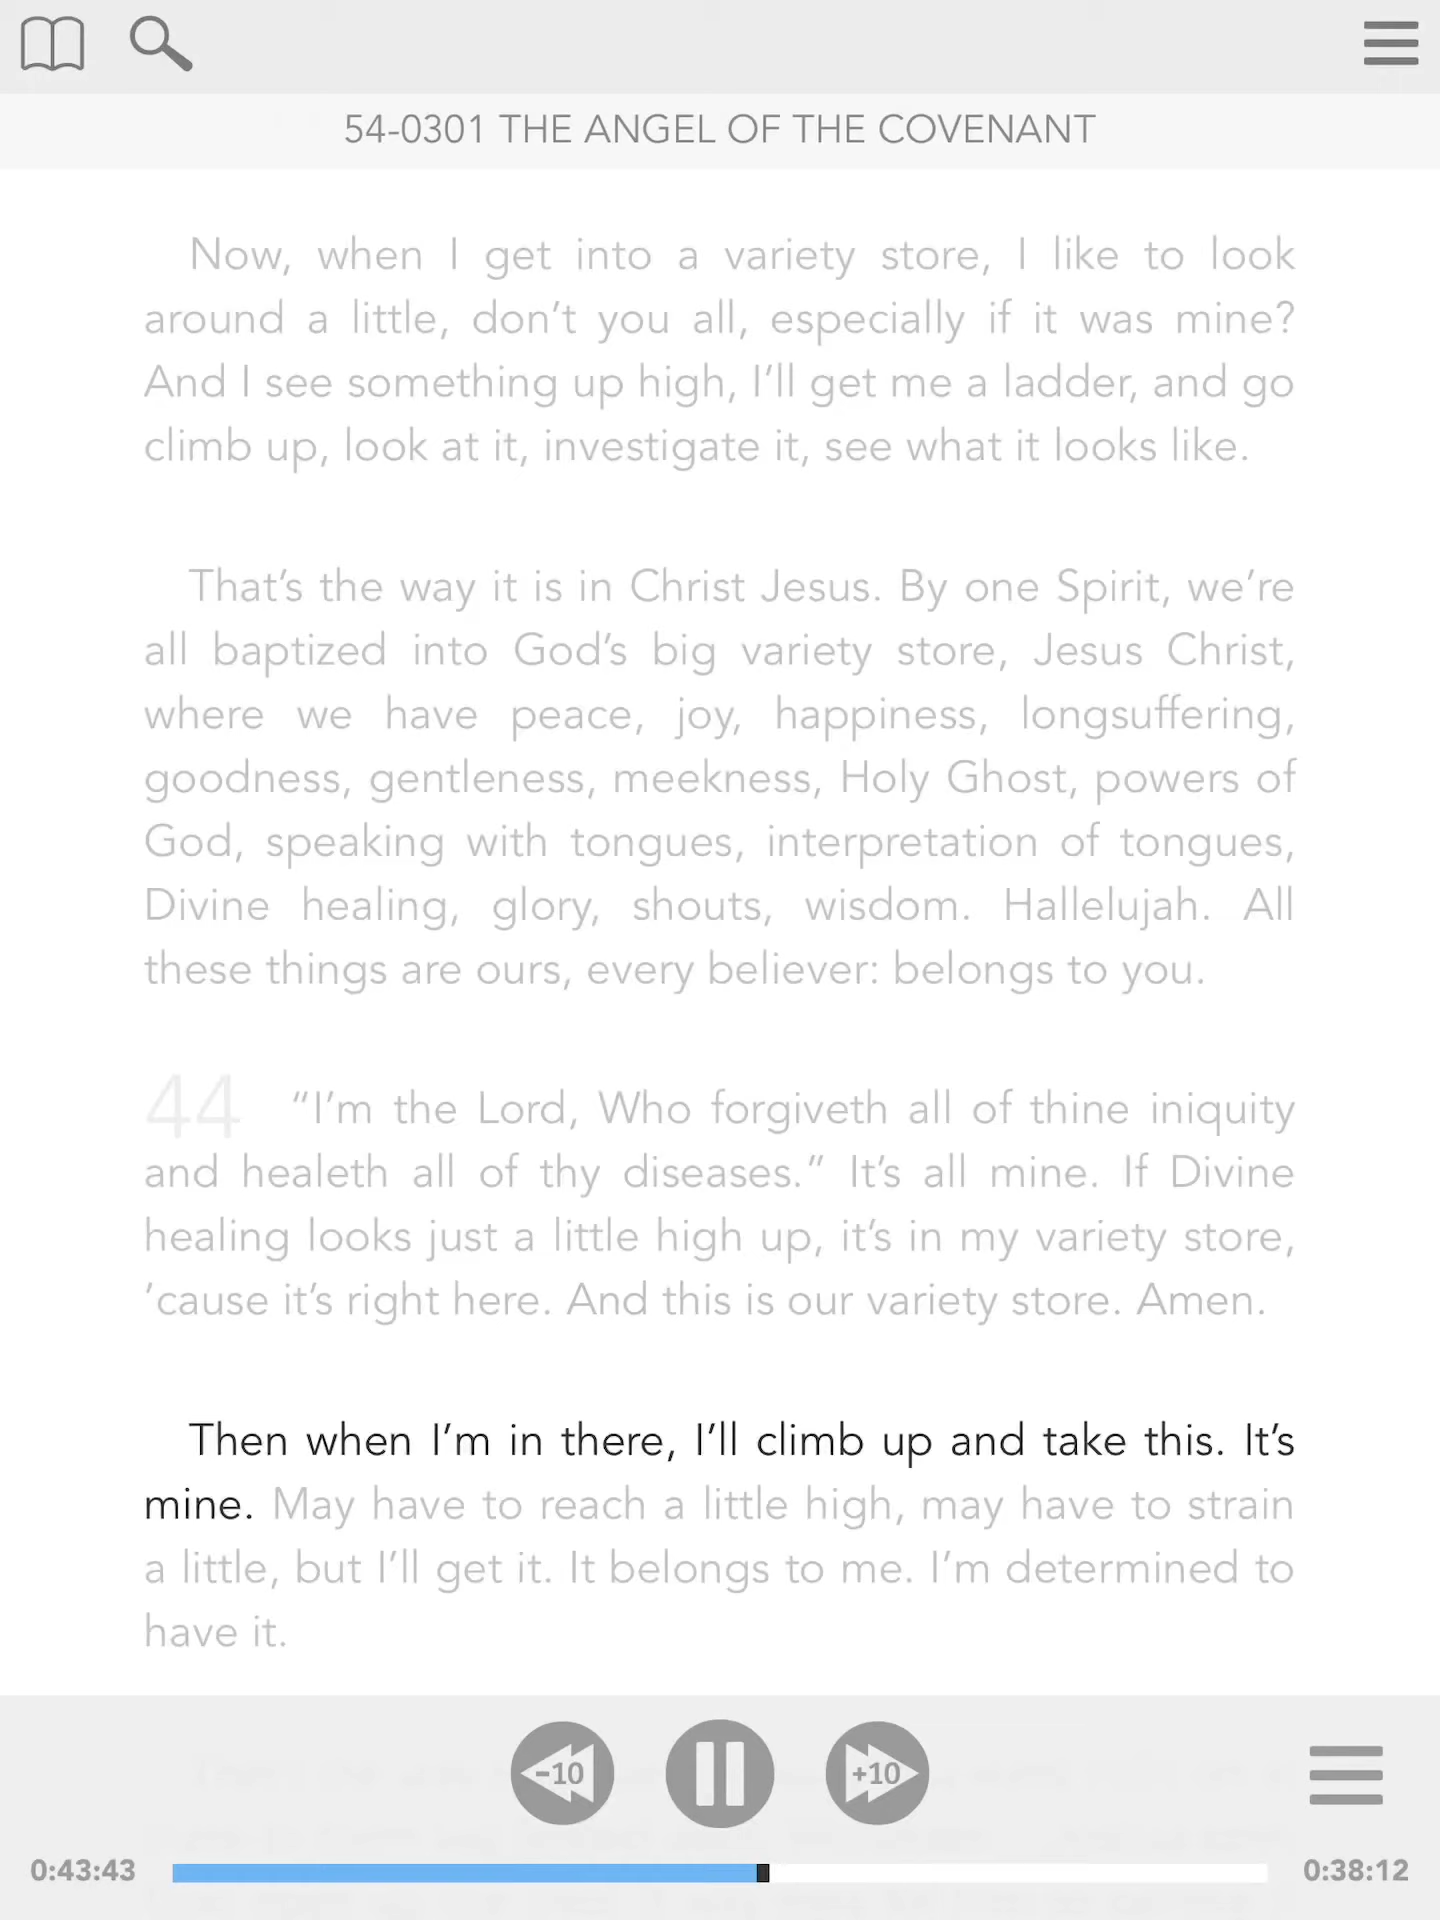 54-0301 THE ANGEL OF THE COVENANT
Now, when I get into a variety store, I like to look
around a little, don’t you all, especially if it was mine?
And I see something up high, I’ll get me a ladder, and go
climb up, look at it, investigate it, see what it looks like.
That’s the way it is in Christ Jesus. By one Spirit, we’re
all baptized into God’s big variety store, Jesus Christ,
where we have peace, joy, happiness, longsuffering,
goodness, gentleness, meekness, Holy Ghost, powers of
God, speaking with tongues, interpretation of tongues,
Divine healing, glory, shouts, wisdom. Hallelujah. All
these things are ours, every believer: belongs to you.
44 “I’m the Lord, Who forgiveth all of thine iniquity
and healeth all of thy diseases.” It’s all mine. If Divine
healing looks just a little high up, it’s in my variety store,
’cause it’s right here. And this is our variety store. Amen.
Then when I’m in there, I’ll climb up and take this. It’s
mine. May have to reach a little high, may have to strain
a little, but I’ll get it. It belongs to me. I’m determined to
have it.
-10 +10
0:43:43 0:38:12